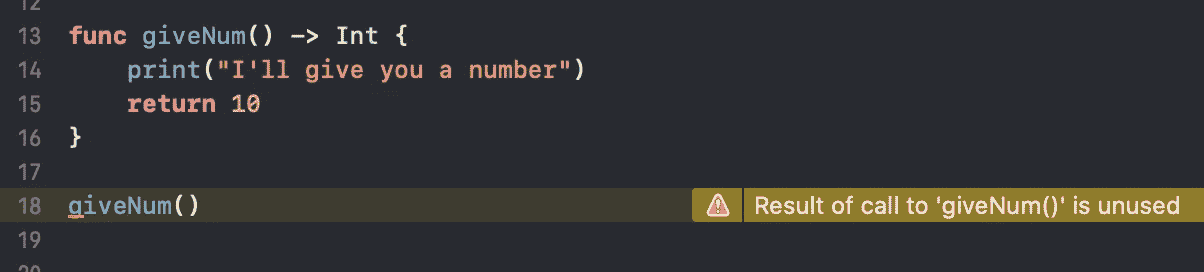 12
13 func giveNum() -> Int {
14     print("I'll give you a number")
15     return 10
16 }
17
18 giveNum() Result of call to 'giveNum()' is unused
19
20